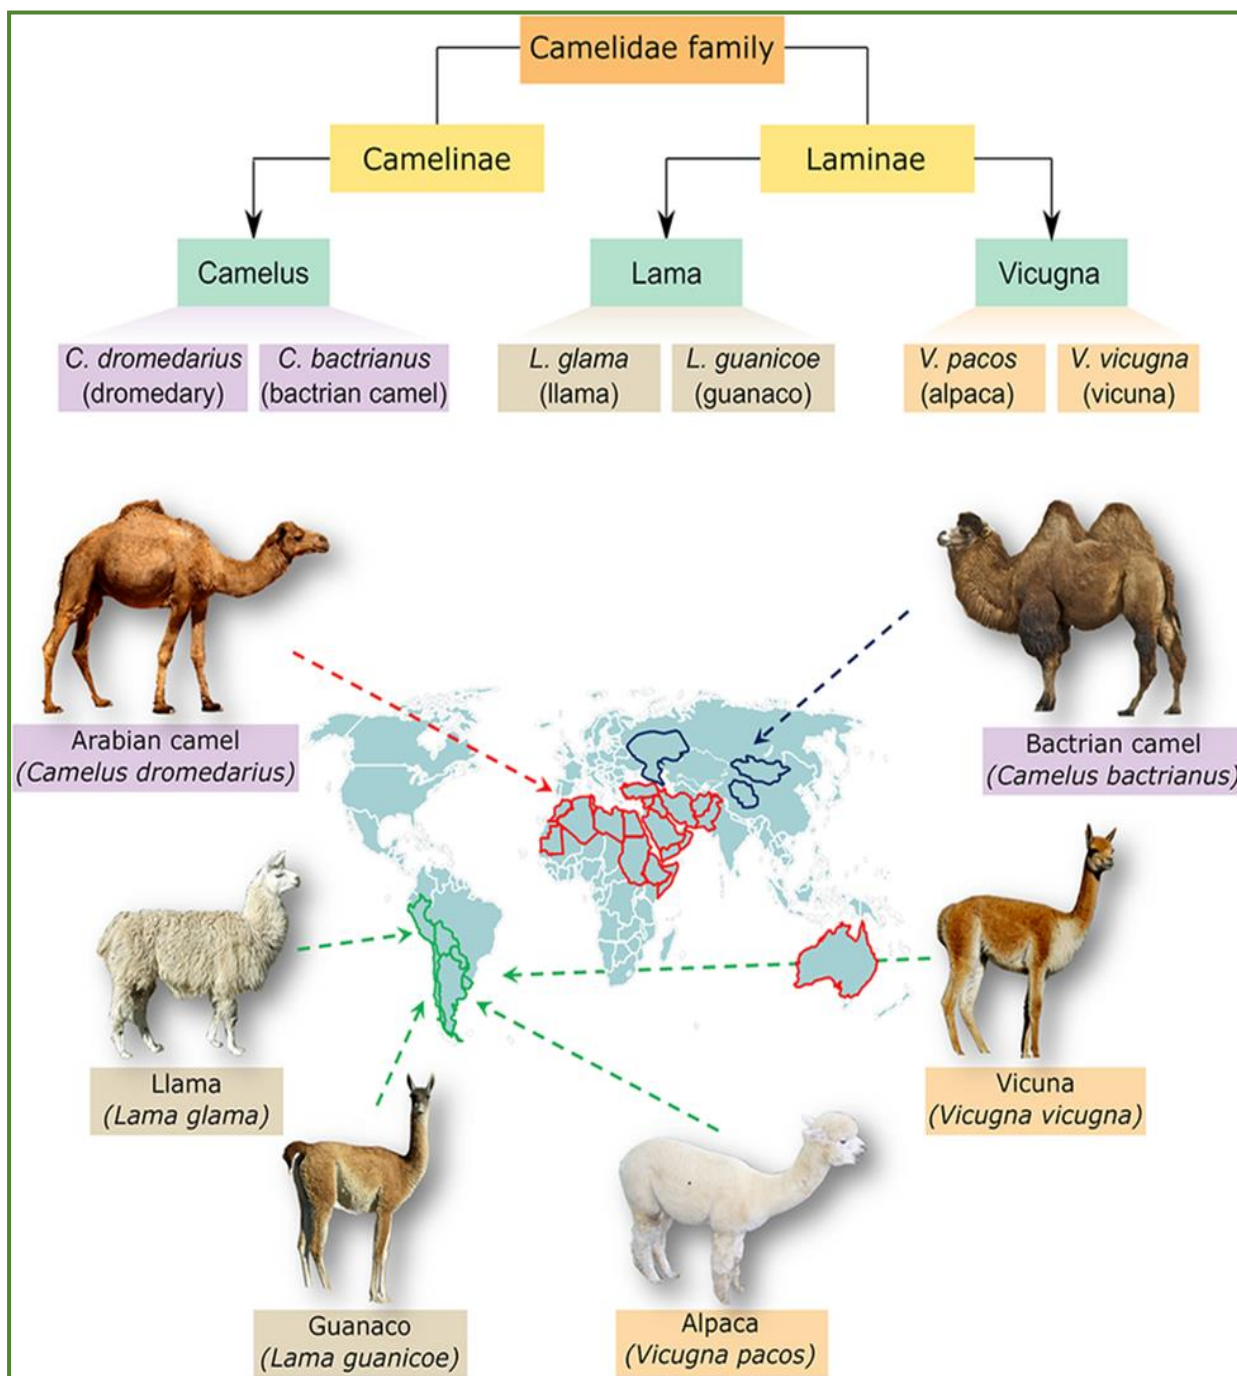 Camelidae family
Camelinae
Laminae
Camelus
Lama
Vicugna
C. dromedarius
(dromedary)
C. bactrianus
(bactrian camel)
L. glama
(llama)
L. guanicoe
(guanaco)
V. pacos
(alpaca)
V. vicugna
(vicuna)
Arabian camel
(Camelus dromedarius)
Bactrian camel
(Camelus bactrianus)
Llama
(Lama glama)
Vicuna
(Vicugna vicugna)
Guanaco
(Lama guanicoe)
Alpaca
(Vicugna pacos)